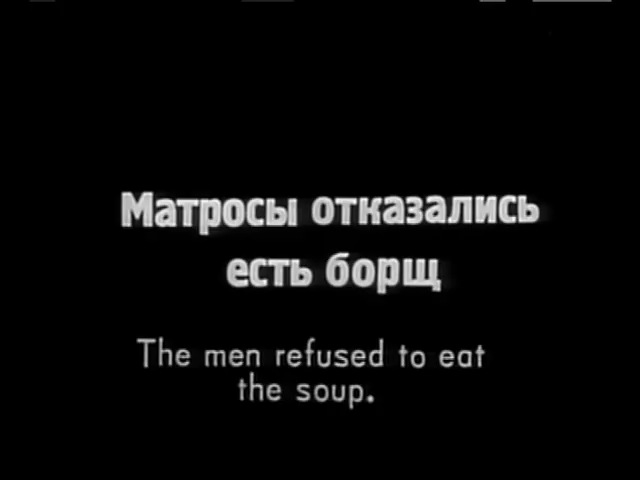 Матросы отказались
есть борщ
The men refused to eat
the soup.